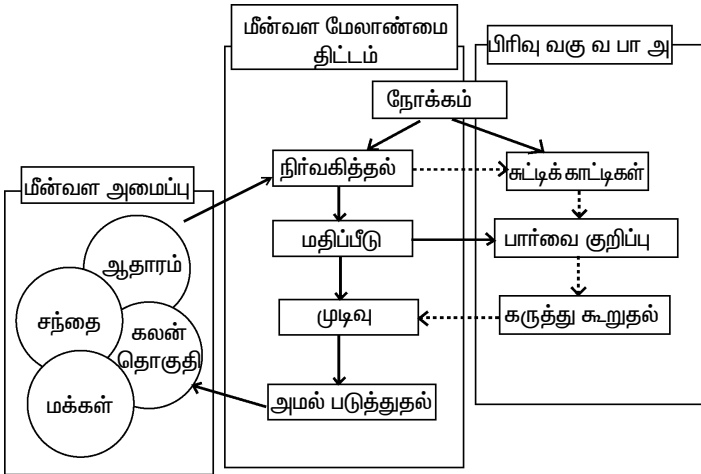 மீன்வள மேலாண்மை
திட்டம்
பிரிவு வகு வ பா அ
நோக்கம்
நிர்வகித்தல்
சுட்டிக்காட்டிகள்
மீன்வள அமைப்பு
மதிப்பீடு
பார்வை குறிப்பு
ஆதாரம்
சந்தை
கலன்
தொகுதி
முடிவு
கருத்து கூறுதல்
மக்கள்
அமல் படுத்துதல்